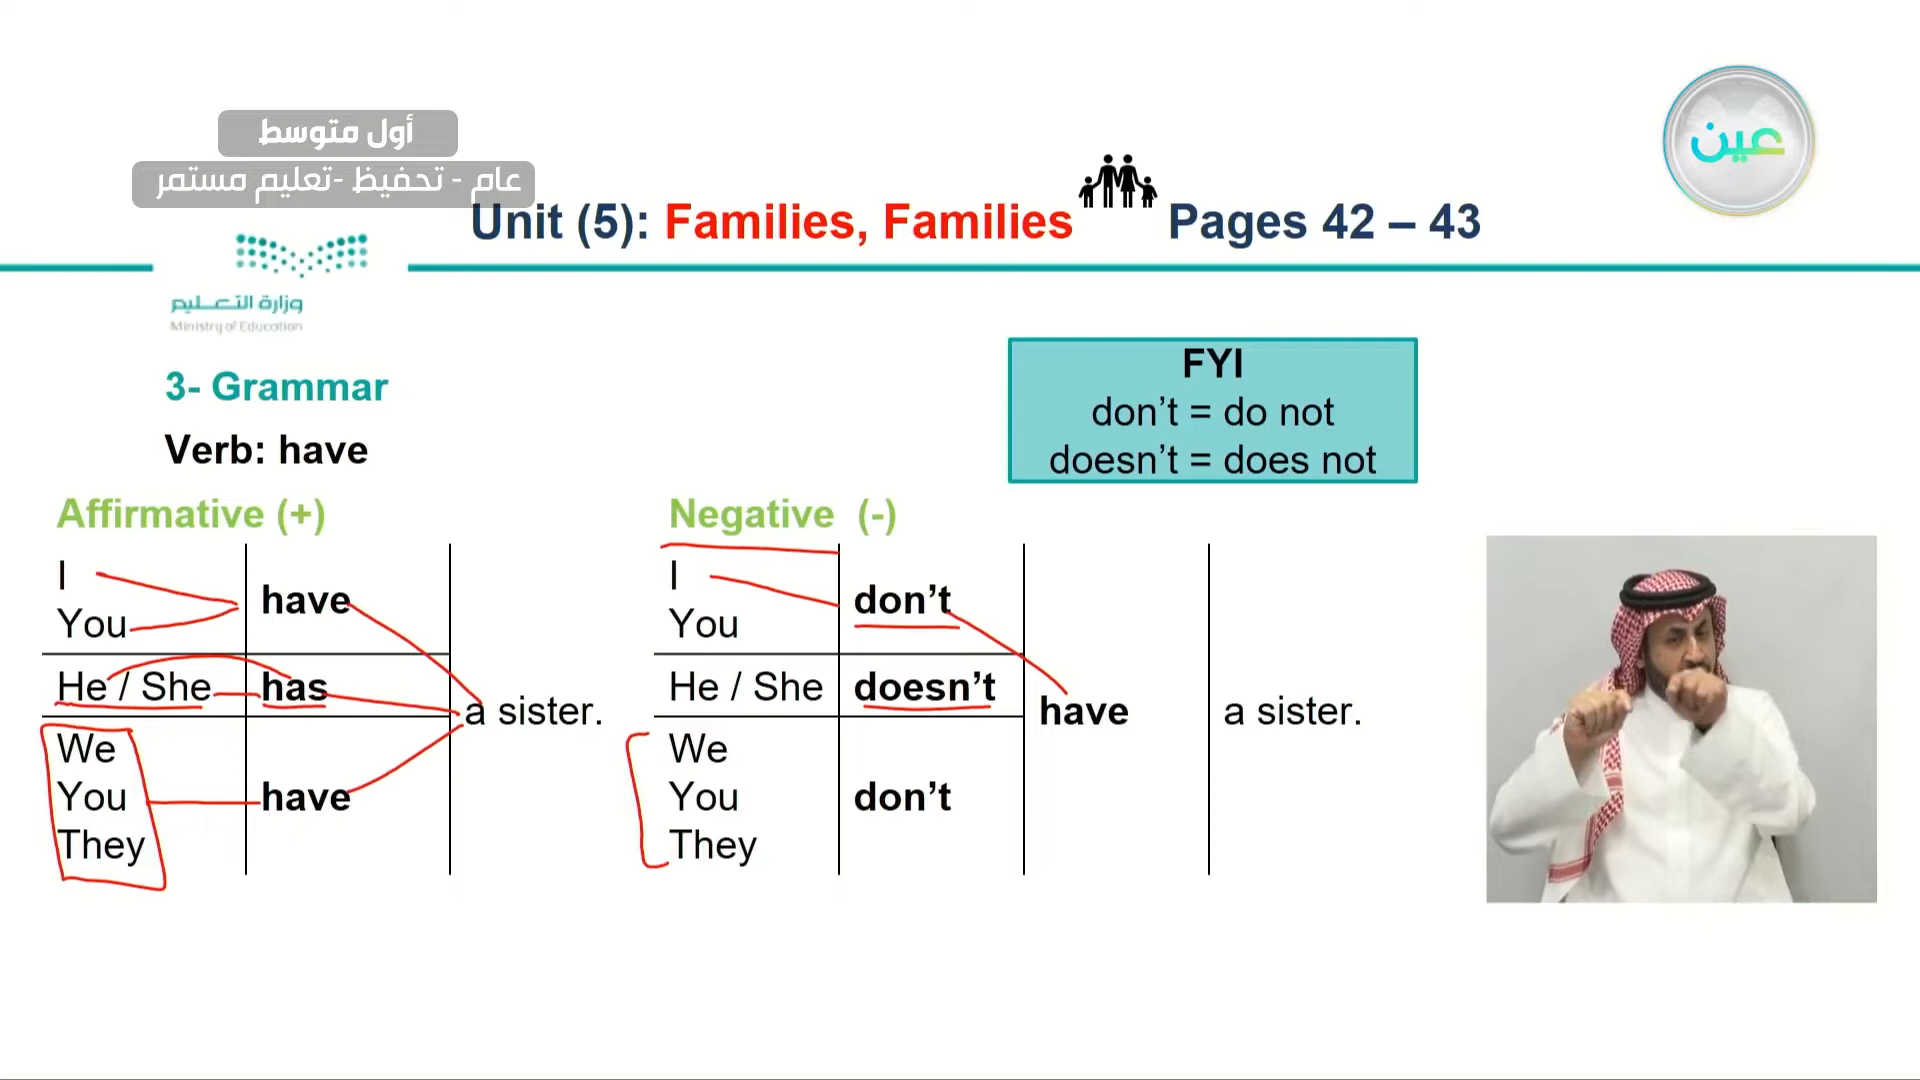 أول متوسط
عام - تحفيظ -تعليم مستمر
عين
Unit (5): Families, Families Pages 42 – 43
وزارة التعليم
Ministry of Education
3- Grammar
Verb: have
FYI
don’t = do not
doesn’t = does not
Affirmative (+)
I
You
have
He / She
has
We
You
They
have
a sister.
Negative (-)
I
You
don’t
He / She
doesn’t
We
You
They
don’t
have
a sister.